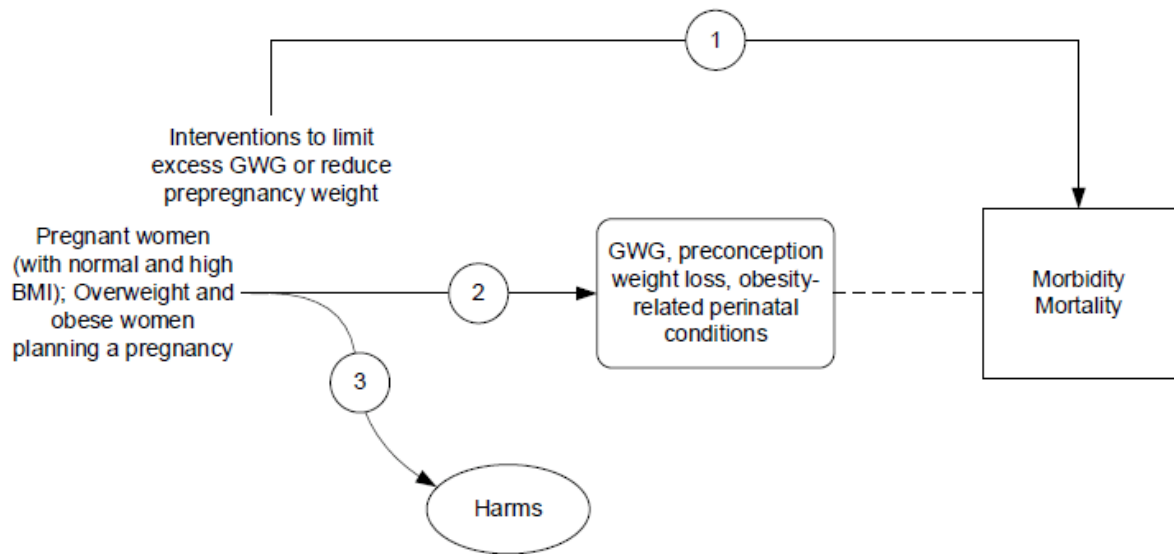 1
Interventions to limit
excess GWG or reduce
prepregnancy weight
Pregnant women
(with normal and high
BMI); Overweight and
obese women
planning a pregnancy
2
GWG, preconception
weight loss, obesity-
related perinatal
conditions
Morbidity
Mortality
3
Harms